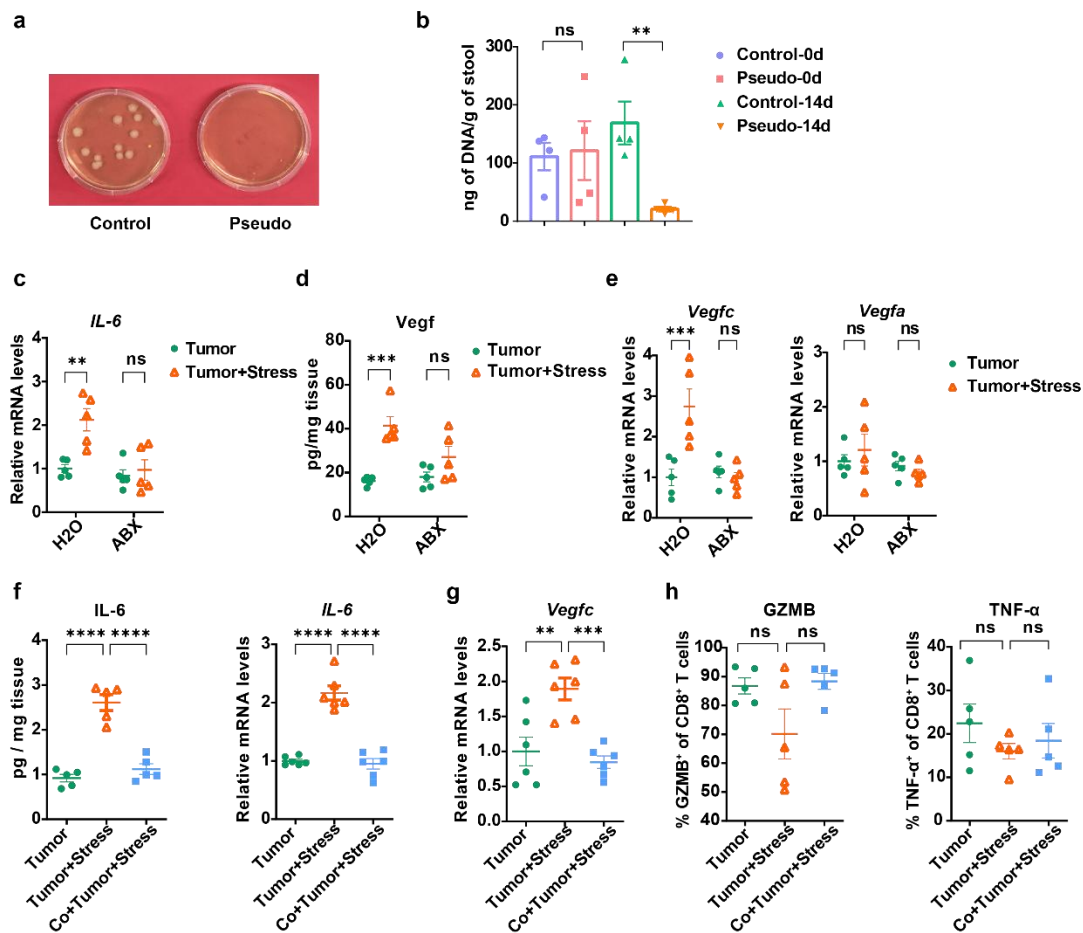 a
Control
Pseudo
b
ng of DNA/g of stool
300
200
100
0
ns
**
Control-0d
Pseudo-0d
Control-14d
Pseudo-14d
c
IL-6
Relative mRNA levels
4
3
2
1
0
**
ns
H2O
ABX
Tumor
Tumor+Stress
d
Vegf
pg/mg tissue
80
60
40
20
0
***
ns
H2O
ABX
Tumor
Tumor+Stress
e
Vegfc
Relative mRNA levels
4
3
2
1
0
***
ns
H2O
ABX
Vegfa
Relative mRNA levels
3
2
1
0
ns
ns
H2O
ABX
Tumor
Tumor+Stress
f
IL-6
pg / mg tissue
4
3
2
1
0
****
****
Tumor
Tumor+Stress
Co+Tumor+Stress
IL-6
Relative mRNA levels
4
3
2
1
0
****
****
Tumor
Tumor+Stress
Co+Tumor+Stress
g
Vegfc
Relative mRNA levels
2.5
2.0
1.5
1.0
0.5
0.0
**
***
Tumor
Tumor+Stress
Co+Tumor+Stress
h
GZMB
% GZMB⁺ of CD8⁺ T cells
100
90
80
70
60
50
40
ns
ns
Tumor
Tumor+Stress
Co+Tumor+Stress
TNF-α
% TNF-α⁺ of CD8⁺ T cells
40
30
20
10
0
ns
ns
Tumor
Tumor+Stress
Co+Tumor+Stress